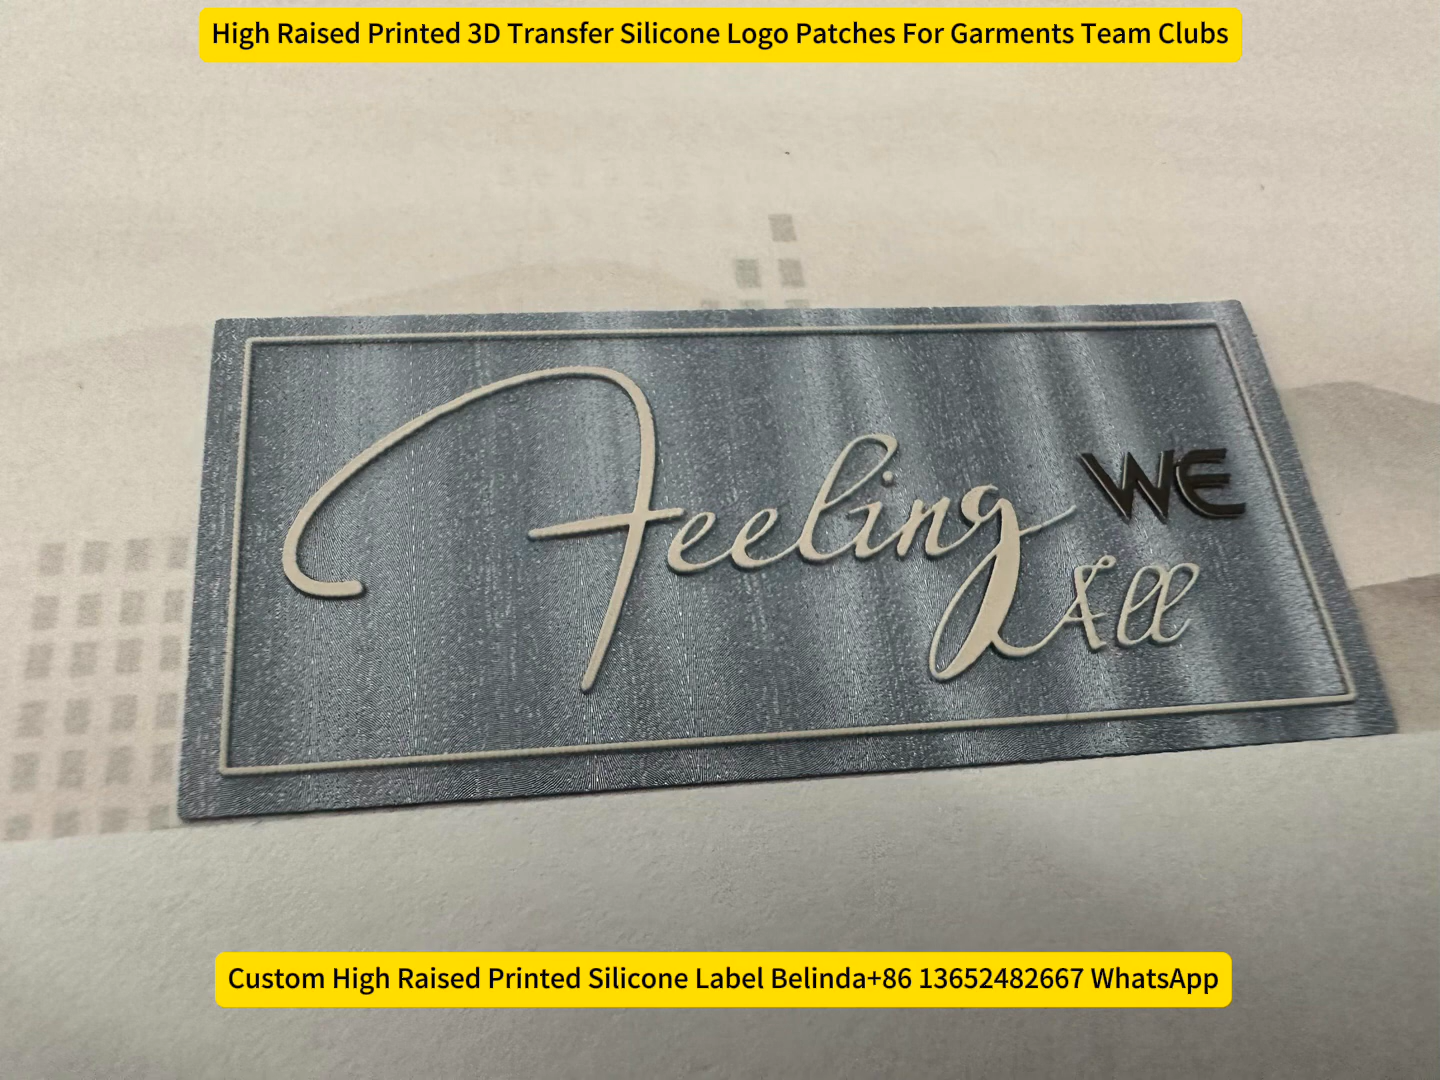 High Raised Printed 3D Transfer Silicone Logo Patches For Garments Team Clubs
Feeling WE
All
Custom High Raised Printed Silicone Label Belinda+86 13652482667 WhatsApp